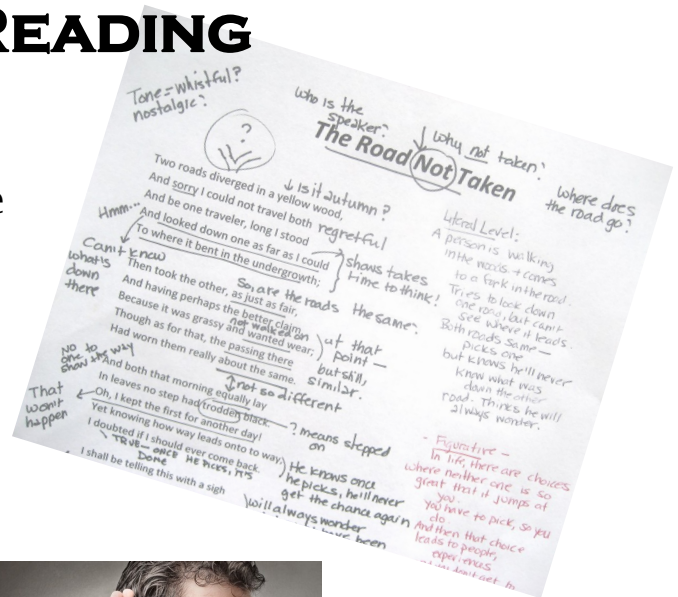 READING
e
Tone = whistful?
nostalgic?
who is the
speaker?
why not taken?
where does
the road go?
?
The Road Not Taken
Two roads diverged in a yellow wood,
Is it autumn?
And sorry I could not travel both
regretful
And be one traveler, long I stood
Hmm...
And looked down one as far as I could
To where it bent in the undergrowth;
shows takes
time to think!
Can't know
what's
down
there
Then took the other, as just as fair,
So, are the roads the same?
And having perhaps the better claim
not walked on
Because it was grassy and wanted wear;
Though as for that, the passing there
Had worn them really about the same.
at that
point —
but still,
similar.
not so different
No one to
show the way
And both that morning equally lay
In leaves no step had trodden black.
? means stepped
on
That
won't
happen
Oh, I kept the first for another day!
Yet knowing how way leads onto to way,
I doubted if I should ever come back.
TRUE — ONCE HE PICKS, IT'S
DONE
He knows once
he picks, he'll never
get the chance again
I shall be telling this with a sigh
will always wonder
have been
Literal Level:
A person is walking
in the woods + comes
to a fork in the road.
Tries to look down
one road, but can't
see where it leads.
Both roads same —
picks one
but knows he'll never
know what was
down the other
road. Thinks he will
always wonder.
- Figurative -
In life, there are choices
where neither one is so
great that it jumps at
you.
You have to pick, so you
do.
And then that choice
leads to people,
experiences